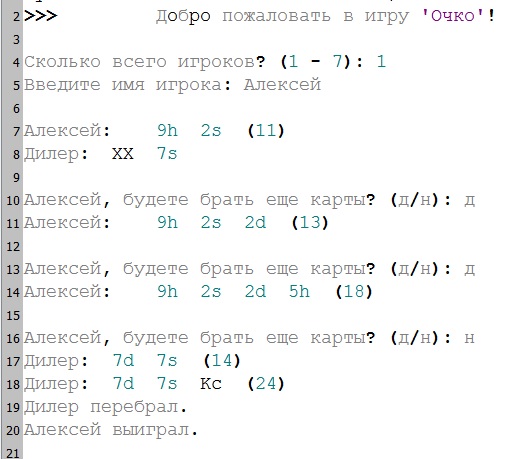 2 >>> Добро пожаловать в игру 'Очко'!
3
4 Сколько всего игроков? (1 - 7): 1
5 Введите имя игрока: Алексей
6
7 Алексей: 9h 2s (11)
8 Дилер: XX 7s
9
10 Алексей, будете брать еще карты? (д/н): д
11 Алексей: 9h 2s 2d (13)
12
13 Алексей, будете брать еще карты? (д/н): д
14 Алексей: 9h 2s 2d 5h (18)
15
16 Алексей, будете брать еще карты? (д/н): н
17 Дилер: 7d 7s (14)
18 Дилер: 7d 7s Kc (24)
19 Дилер перебрал.
20 Алексей выиграл.
21